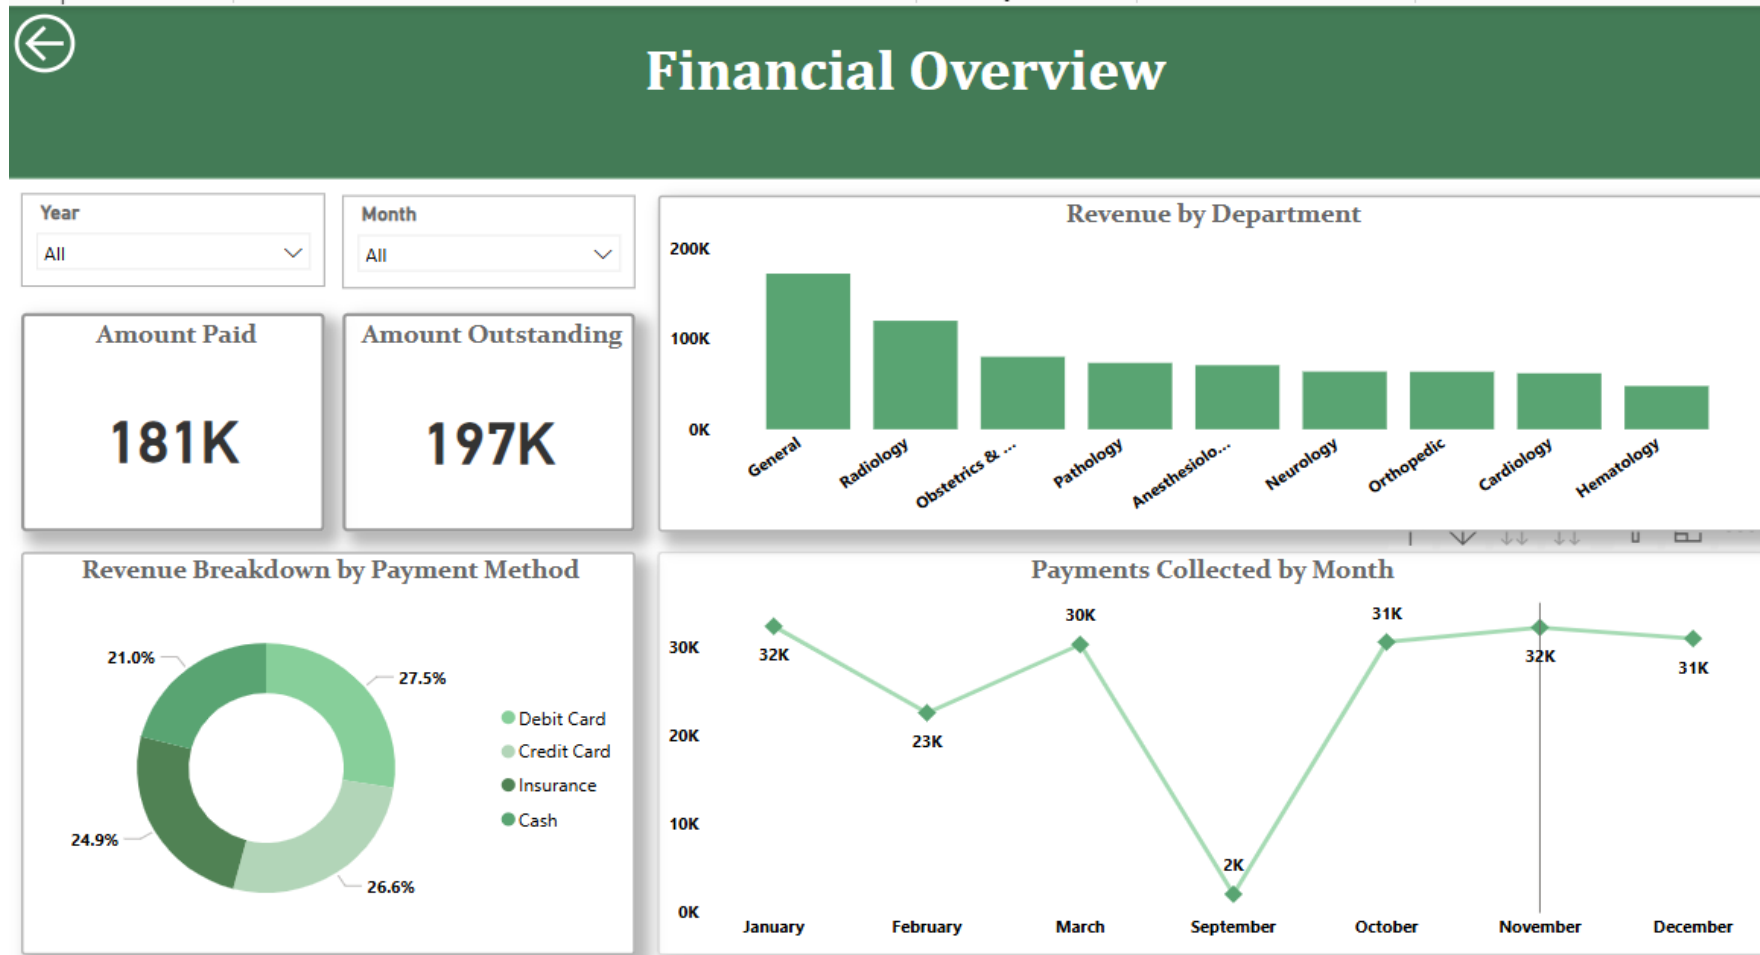 Financial Overview
Year
All
Month
All
Amount Paid
181K
Amount Outstanding
197K
Revenue by Department
200K
100K
0K
General
Radiology
Obstetrics & ...
Pathology
Anesthesiolo...
Neurology
Orthopedic
Cardiology
Hematology
Revenue Breakdown by Payment Method
21.0%
27.5%
24.9%
26.6%
Debit Card
Credit Card
Insurance
Cash
Payments Collected by Month
30K
20K
10K
0K
32K
23K
30K
2K
31K
32K
31K
January
February
March
September
October
November
December